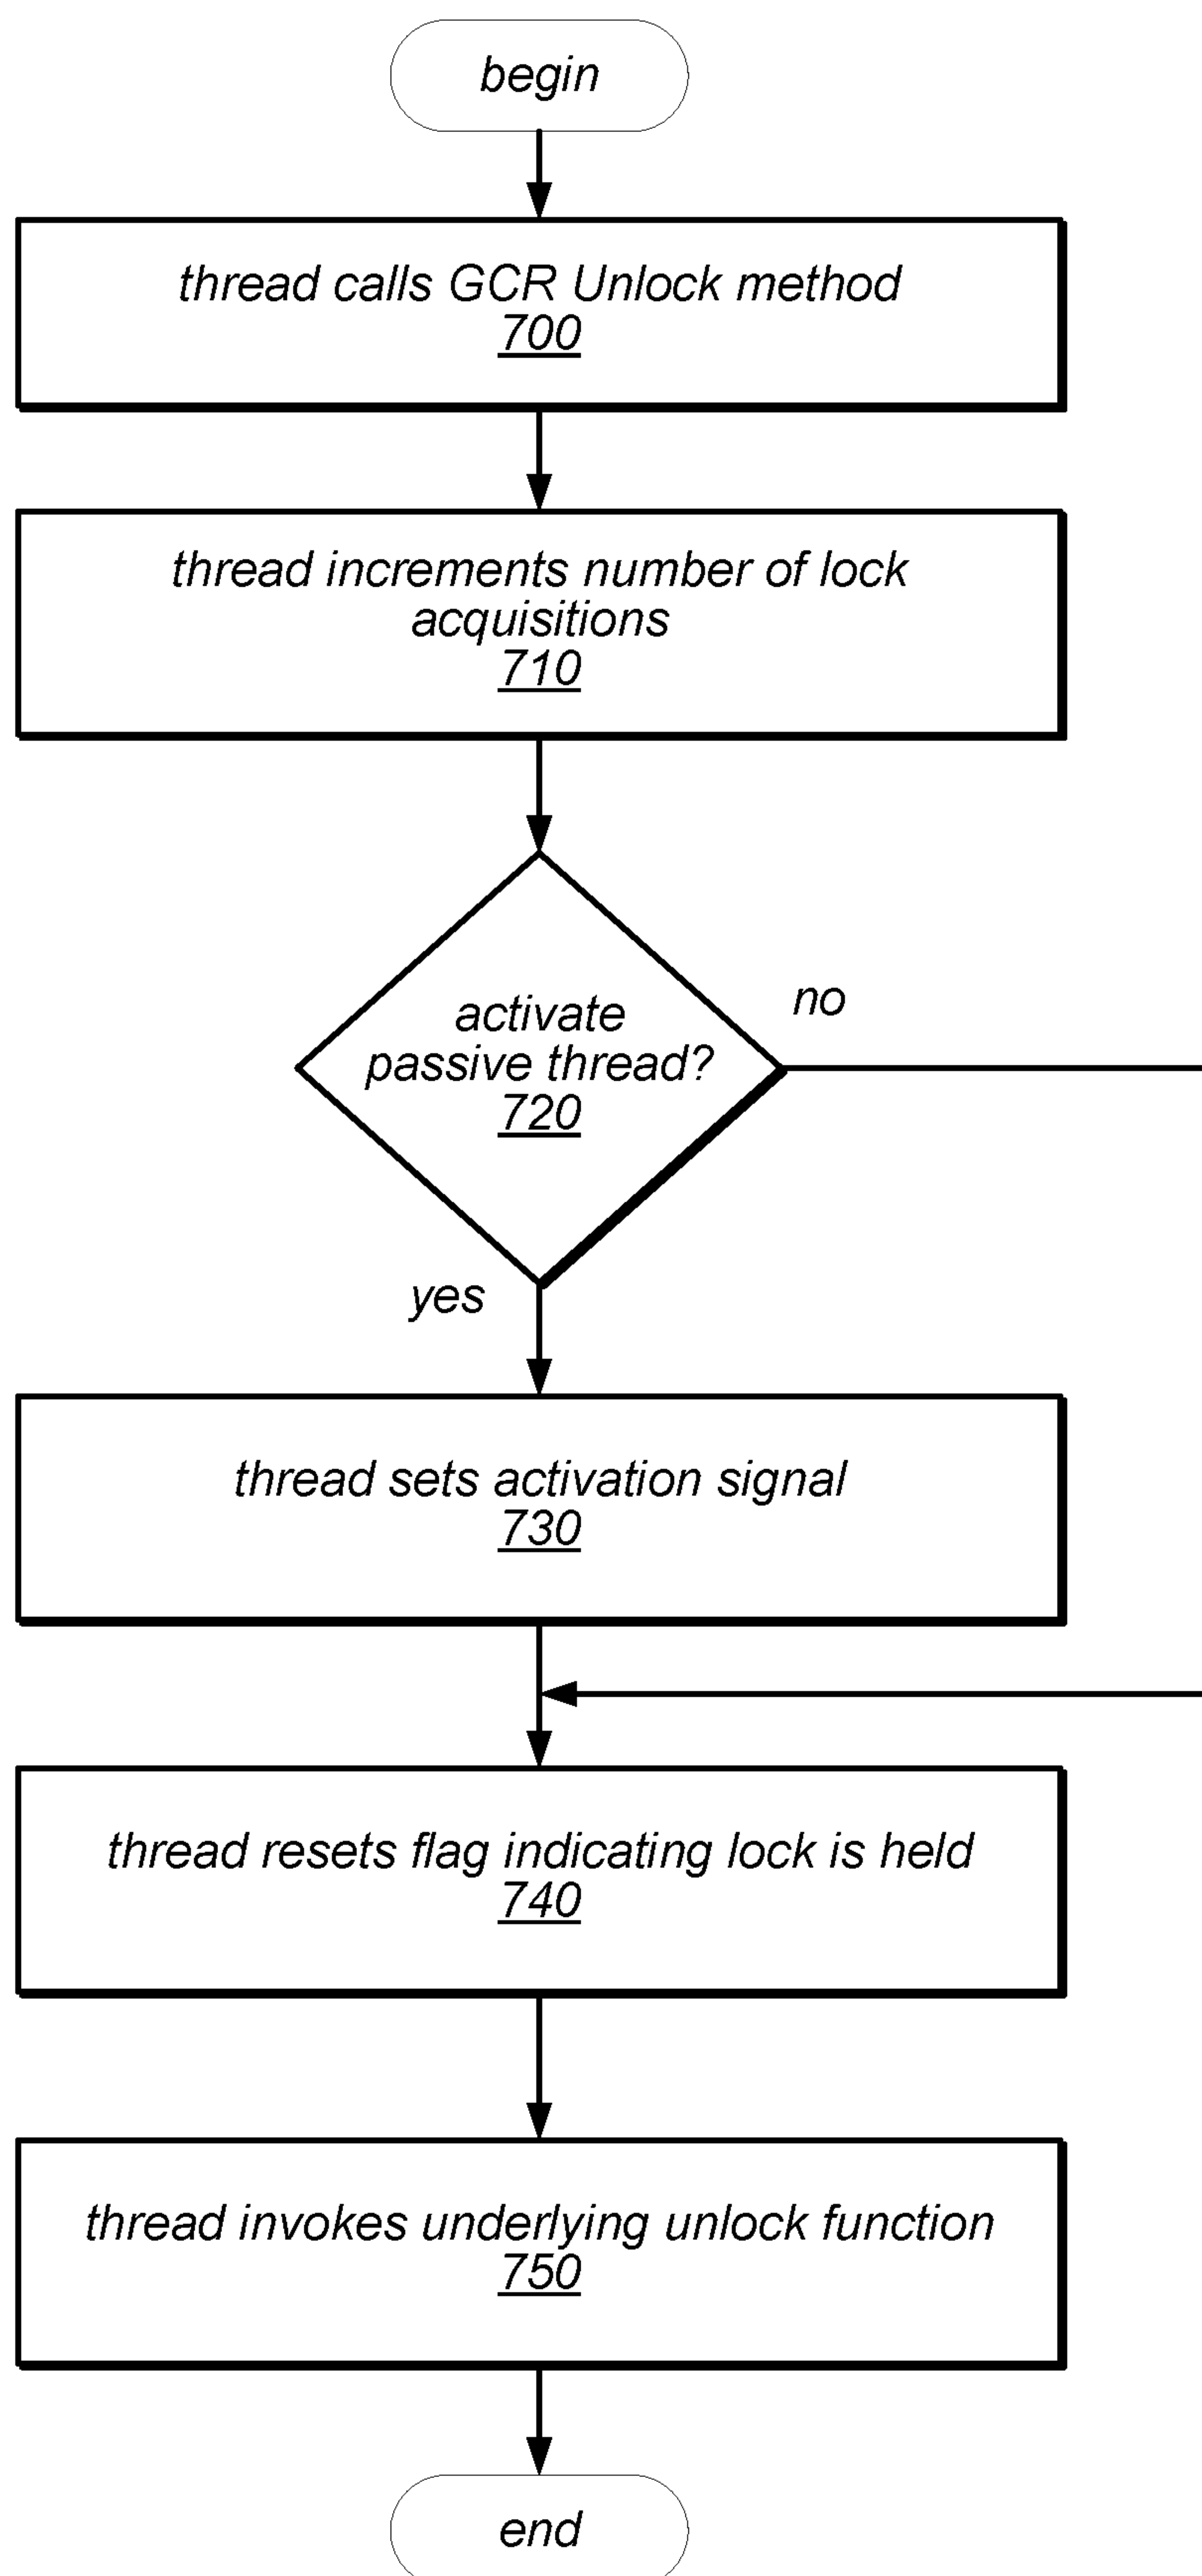 begin
thread calls GCR Unlock method
700
thread increments number of lock
acquisitions
710
activate
passive thread?
720
no
yes
thread sets activation signal
730
thread resets flag indicating lock is held
740
thread invokes underlying unlock function
750
end